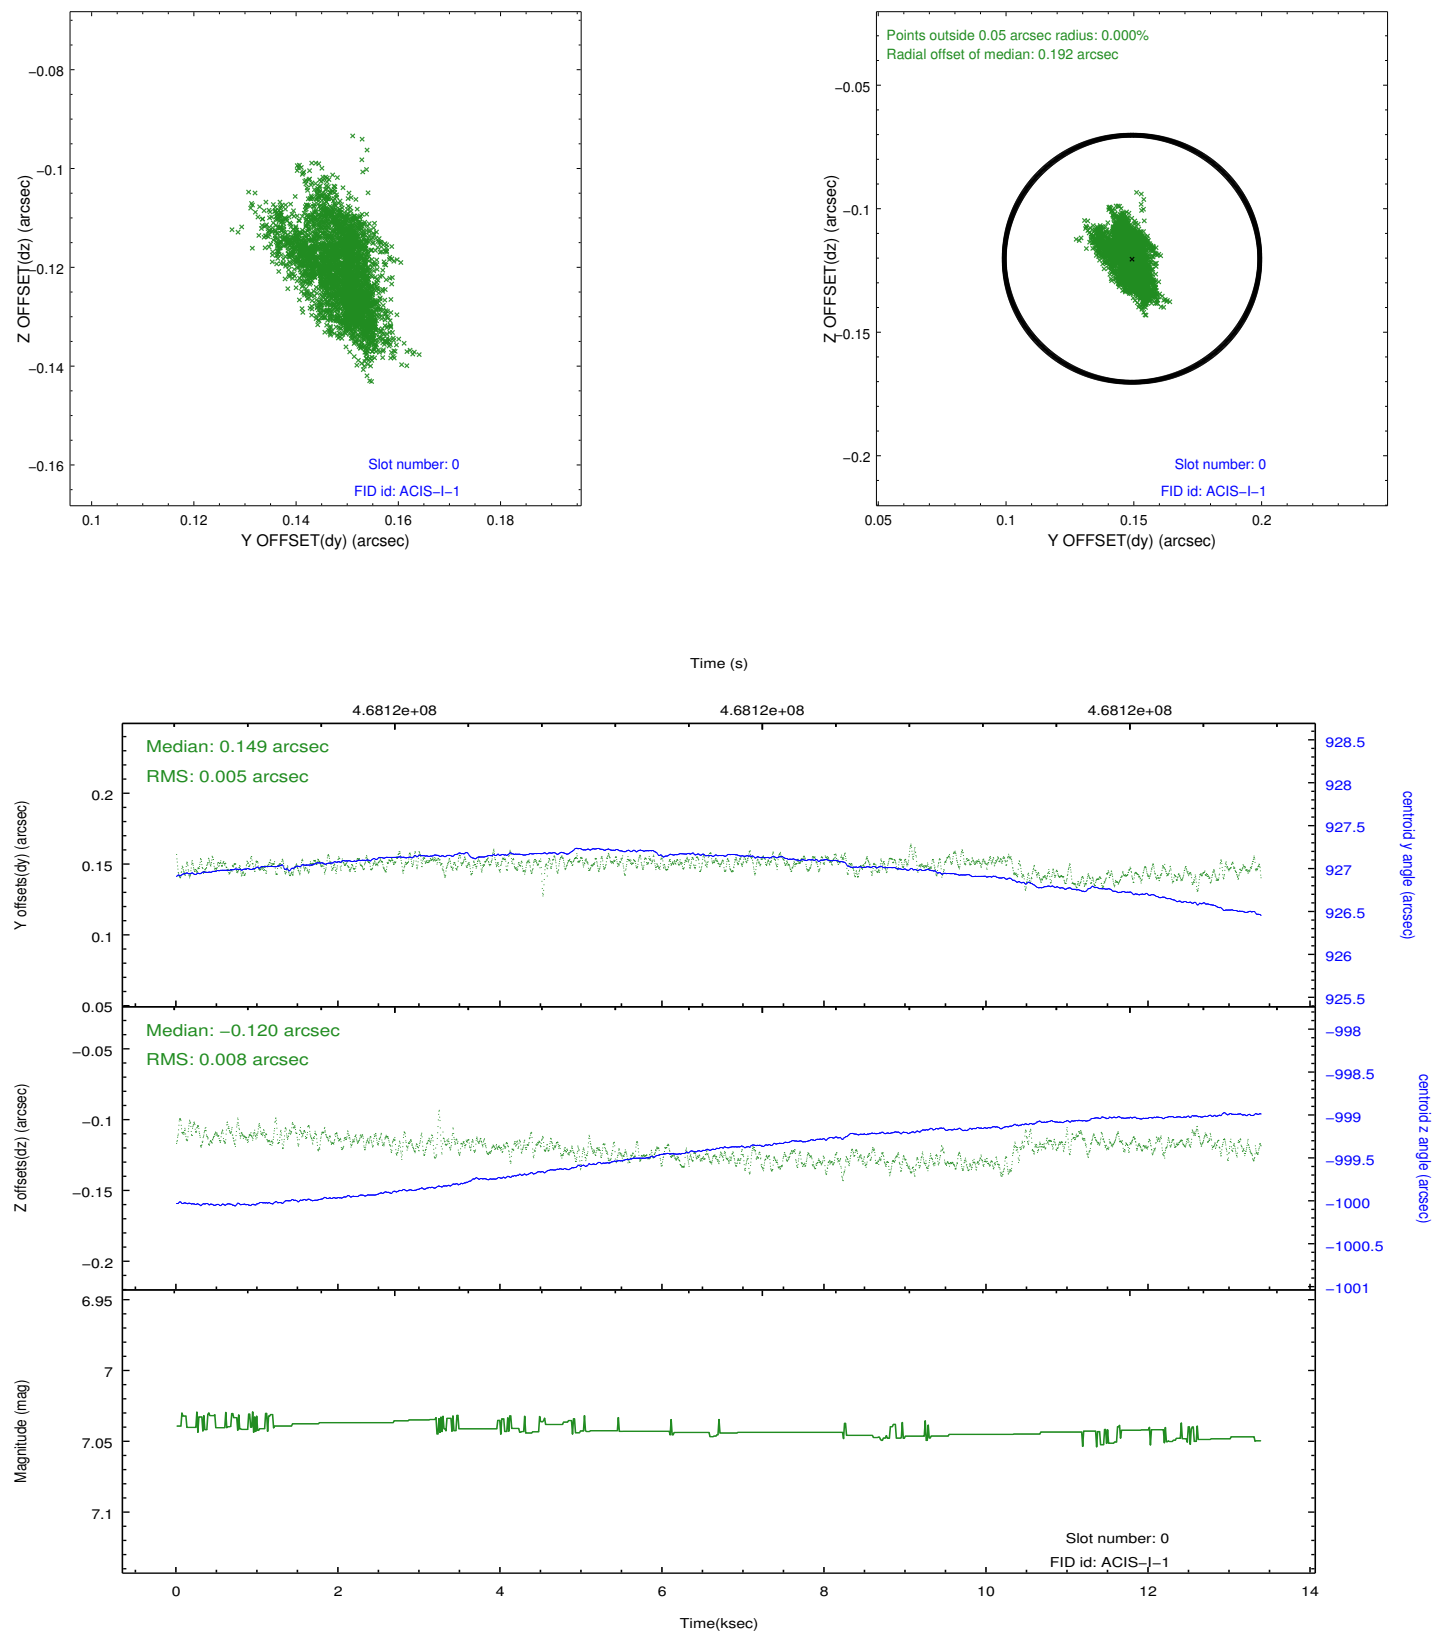 −0.08
−0.1
−0.12
−0.14
−0.16
Z OFFSET(dz) (arcsec)
Slot number: 0
FID id: ACIS−I−1
0.1 0.12 0.14 0.16 0.18
Y OFFSET(dy) (arcsec)
Points outside 0.05 arcsec radius: 0.000%
Radial offset of median: 0.192 arcsec
−0.05
−0.1
−0.15
−0.2
Z OFFSET(dz) (arcsec)
Slot number: 0
FID id: ACIS−I−1
0.05 0.1 0.15 0.2
Y OFFSET(dy) (arcsec)
Time (s)
4.6812e+08 4.6812e+08 4.6812e+08
Median: 0.149 arcsec
RMS: 0.005 arcsec
Y offsets(dy) (arcsec)
0.2
0.15
0.1
0.05
928.5
928
927.5
927
926.5
926
925.5
centroid y angle (arcsec)
Median: −0.120 arcsec
RMS: 0.008 arcsec
Z offsets(dz) (arcsec)
−0.05
−0.1
−0.15
−0.2
−998
−998.5
−999
−999.5
−1000
−1000.5
−1001
centroid z angle (arcsec)
Magnitude (mag)
6.95
7
7.05
7.1
Slot number: 0
FID id: ACIS−I−1
0 2 4 6 8 10 12 14
Time(ksec)